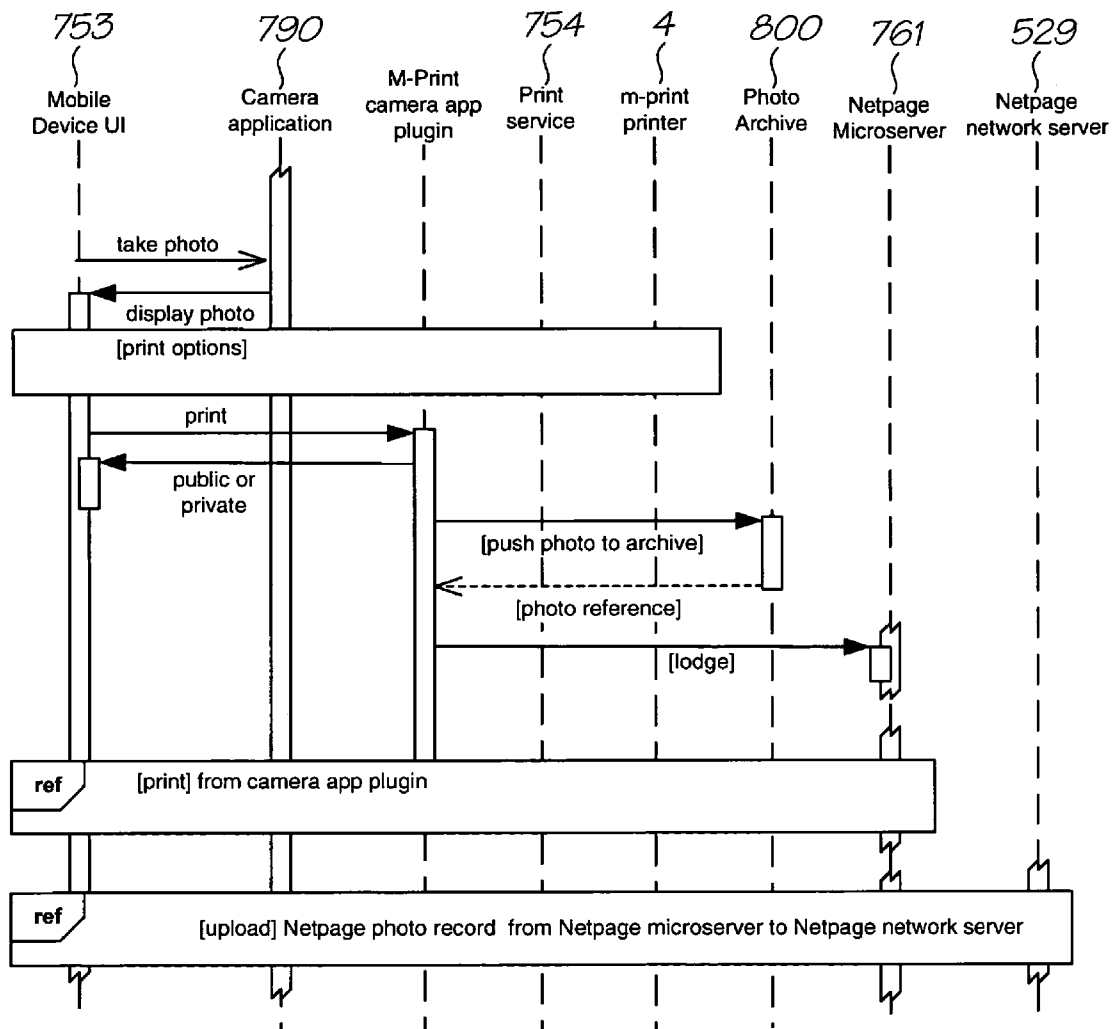 753 790 754 4 800 761 529
Mobile
Device UI
Camera
application
M-Print
camera app
plugin
Print
service
m-print
printer
Photo
Archive
Netpage
Microserver
Netpage
network server
take photo
display photo
[print options]
print
public or
private
[push photo to archive]
[photo reference]
[lodge]
ref
[print] from camera app plugin
ref
[upload] Netpage photo record from Netpage microserver to Netpage network server